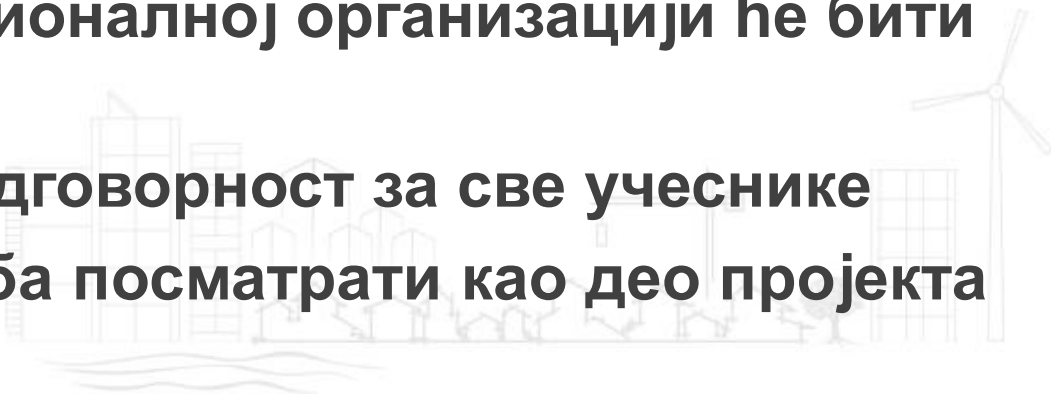 ионалној организацији ће бити
дговорност за све учеснике
ба посматрати као део пројекта